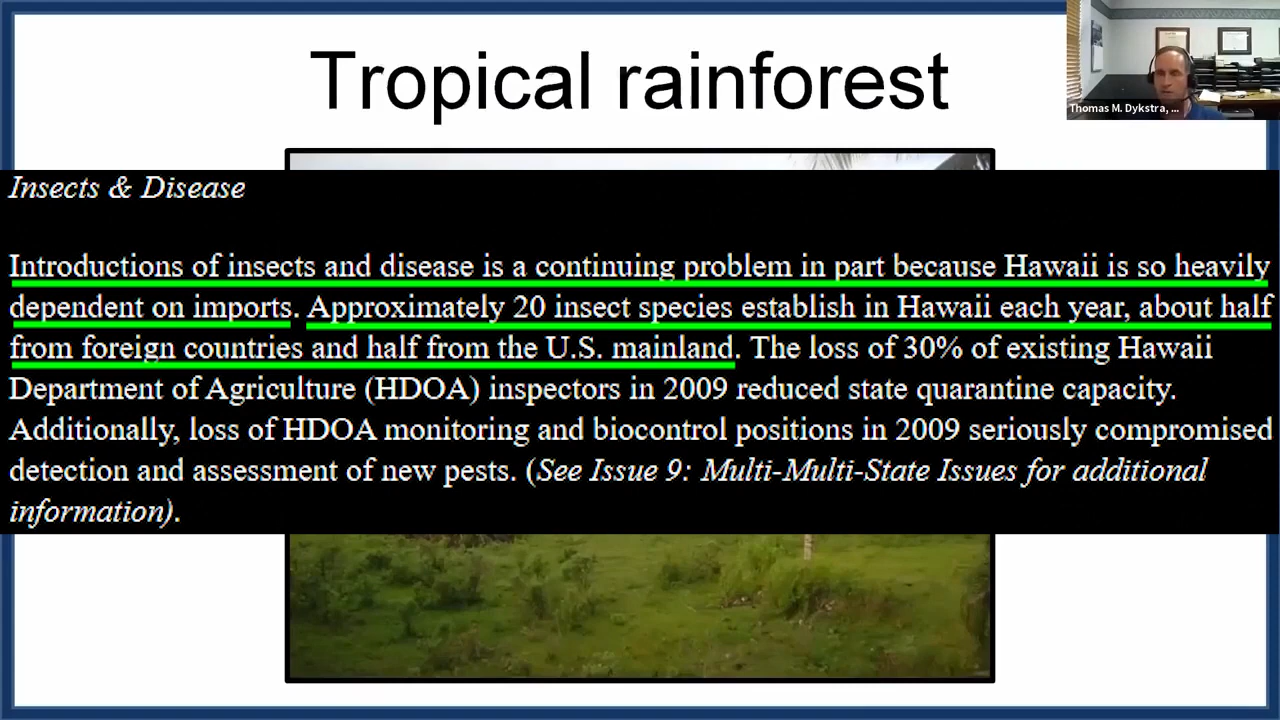 Tropical rainforest
Thomas M. Dykstra, ...
Insects & Disease
Introductions of insects and disease is a continuing problem in part because Hawaii is so heavily
dependent on imports. Approximately 20 insect species establish in Hawaii each year, about half
from foreign countries and half from the U.S. mainland. The loss of 30% of existing Hawaii
Department of Agriculture (HDOA) inspectors in 2009 reduced state quarantine capacity.
Additionally, loss of HDOA monitoring and biocontrol positions in 2009 seriously compromised
detection and assessment of new pests. (See Issue 9: Multi-Multi-State Issues for additional
information).